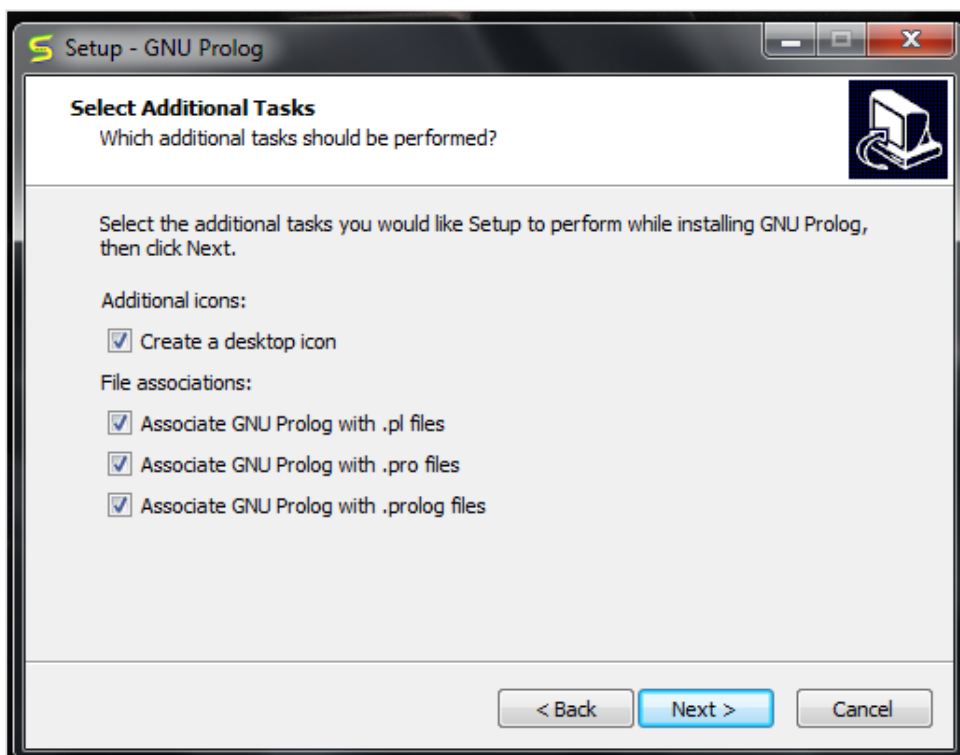 Setup - GNU Prolog
Select Additional Tasks
Which additional tasks should be performed?
Select the additional tasks you would like Setup to perform while installing GNU Prolog,
then click Next.
Additional icons:
Create a desktop icon
File associations:
Associate GNU Prolog with .pl files
Associate GNU Prolog with .pro files
Associate GNU Prolog with .prolog files
< Back
Next >
Cancel